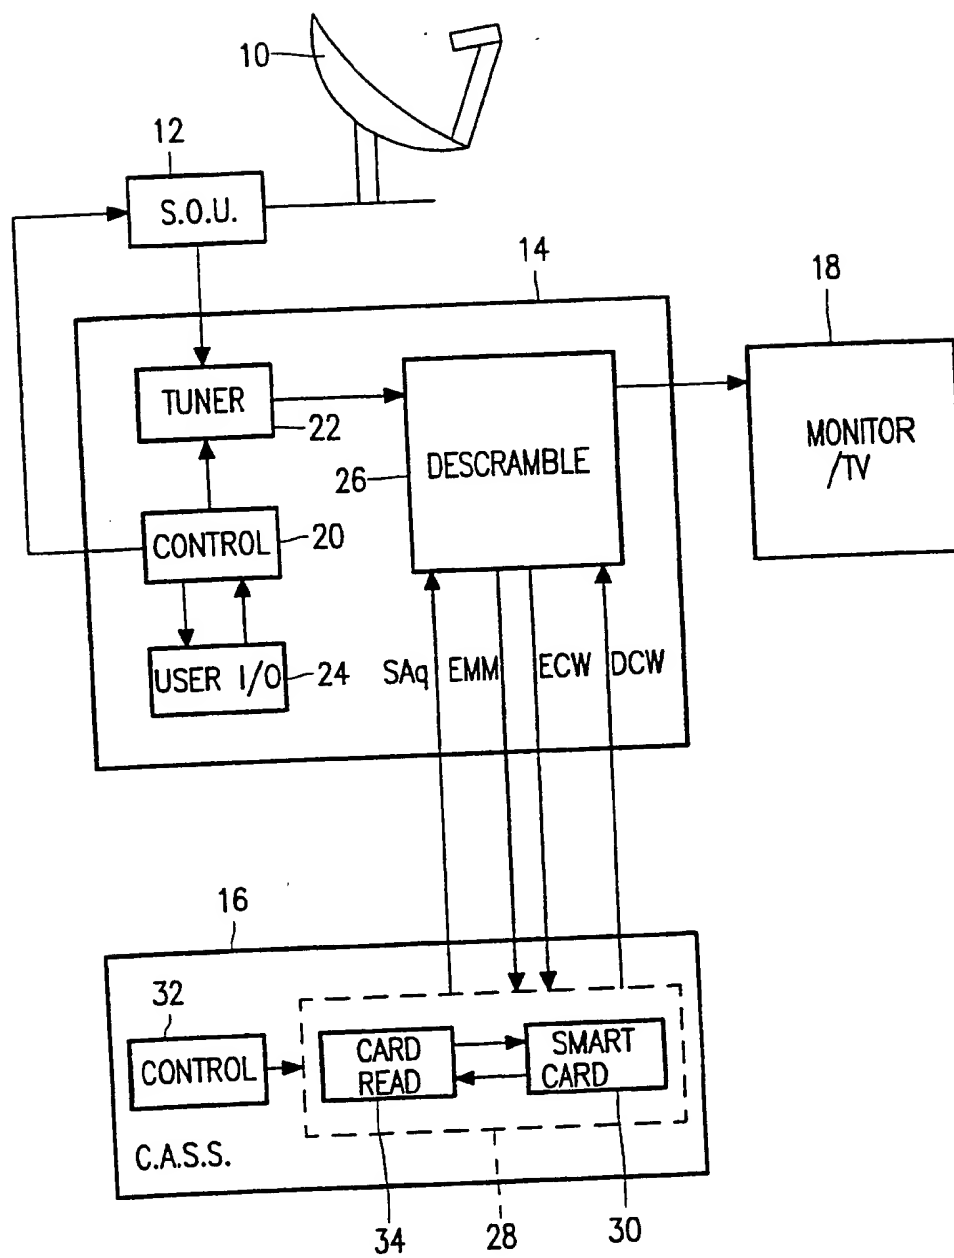 10
12
S.O.U.
14
18
TUNER
22
DESCRAMBLE
26
MONITOR
/TV
CONTROL
20
USER I/O
24
SAq
EMM
ECW
DCW
16
32
CONTROL
CARD
READ
SMART
CARD
C.A.S.S.
34
28
30